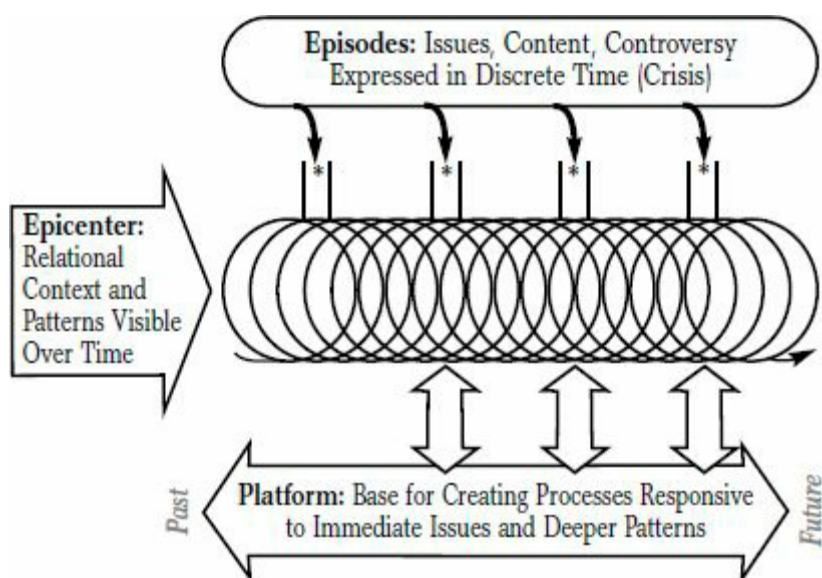 Episodes: Issues, Content, Controversy
Expressed in Discrete Time (Crisis)
* * * *
Epicenter:
Relational
Context and
Patterns Visible
Over Time
Past
Platform: Base for Creating Processes Responsive
to Immediate Issues and Deeper Patterns
Future